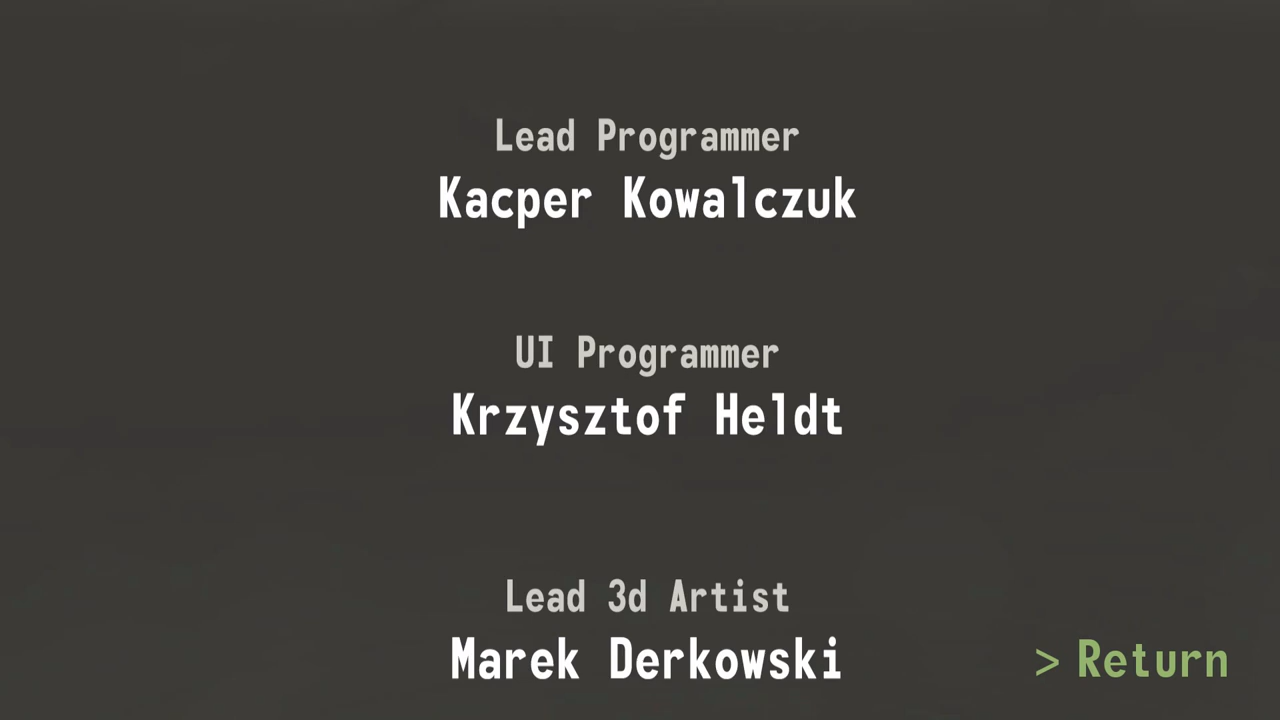 Lead Programmer
Kacper Kowalczuk
UI Programmer
Krzysztof Heldt
Lead 3d Artist
Marek Derkowski
> Return